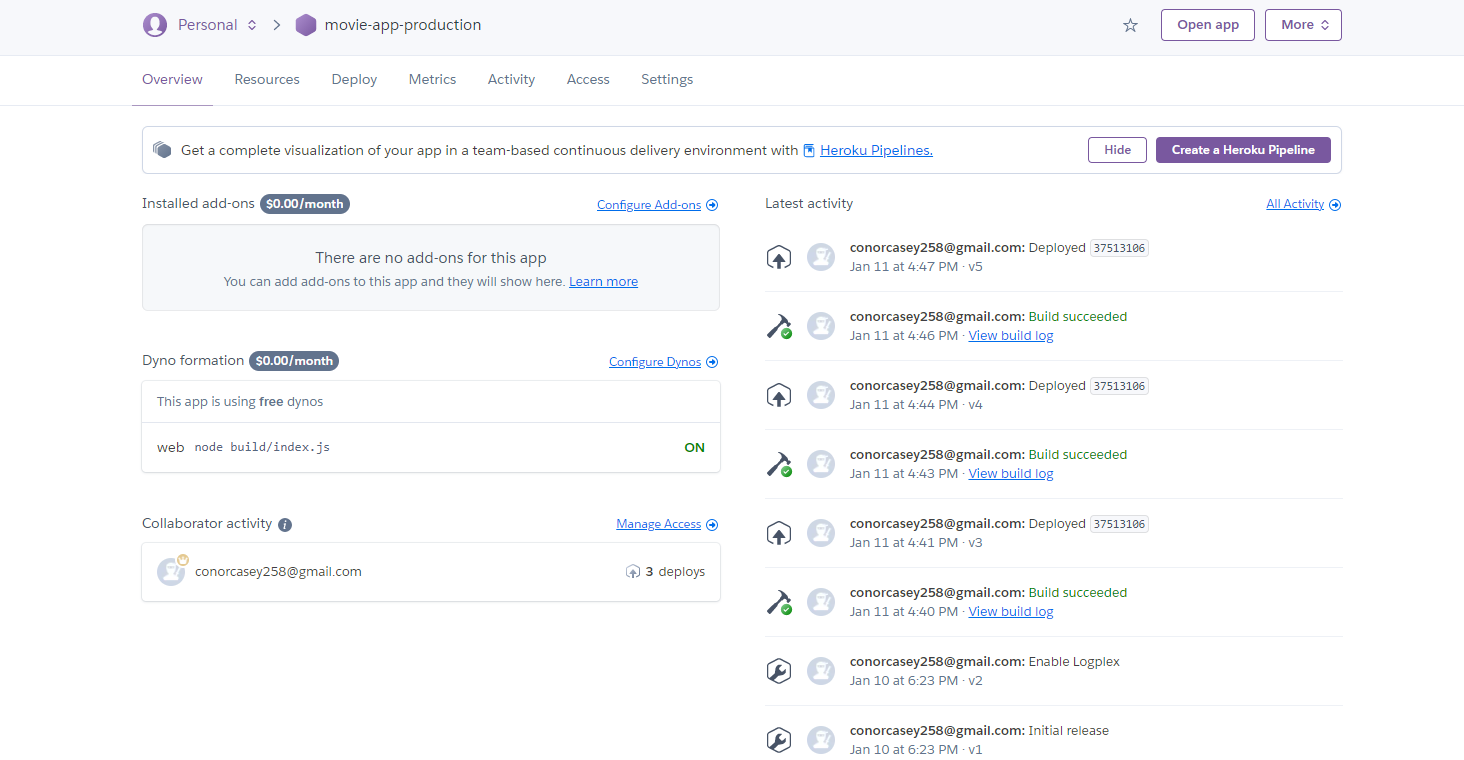 Personal movie-app-production Open app More
Overview Resources Deploy Metrics Activity Access Settings
Get a complete visualization of your app in a team-based continuous delivery environment with Heroku Pipelines. Hide Create a Heroku Pipeline
Installed add-ons $0.00/month Configure Add-ons
There are no add-ons for this app
You can add add-ons to this app and they will show here. Learn more
Dyno formation $0.00/month Configure Dynos
This app is using free dynos
web node build/index.js ON
Collaborator activity i Manage Access
conorcasey258@gmail.com 3 deploys
Latest activity All Activity
conorcasey258@gmail.com: Deployed 37513106
Jan 11 at 4:47 PM · v5
conorcasey258@gmail.com: Build succeeded
Jan 11 at 4:46 PM · View build log
conorcasey258@gmail.com: Deployed 37513106
Jan 11 at 4:44 PM · v4
conorcasey258@gmail.com: Build succeeded
Jan 11 at 4:43 PM · View build log
conorcasey258@gmail.com: Deployed 37513106
Jan 11 at 4:41 PM · v3
conorcasey258@gmail.com: Build succeeded
Jan 11 at 4:40 PM · View build log
conorcasey258@gmail.com: Enable Logplex
Jan 10 at 6:23 PM · v2
conorcasey258@gmail.com: Initial release
Jan 10 at 6:23 PM · v1